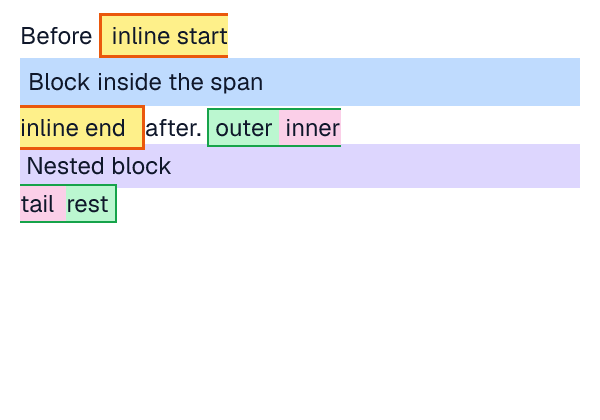 Before inline start
Block inside the span
inline end after. outer inner
Nested block
tail rest